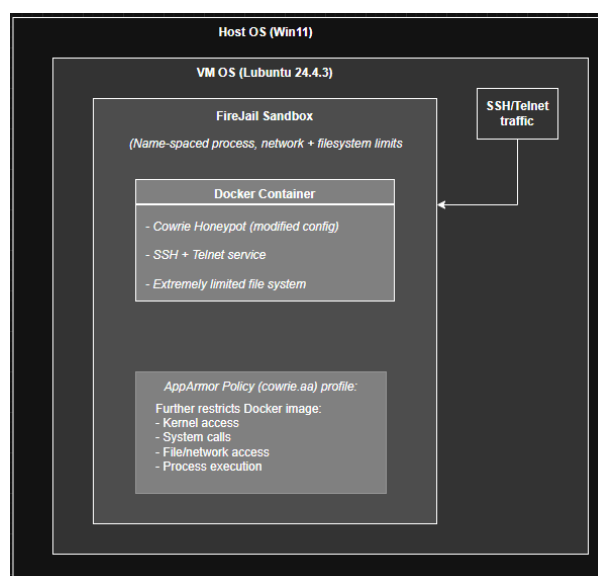 Host OS (Win11)
VM OS (Lubuntu 24.4.3)
FireJail Sandbox
(Name-spaced process, network + filesystem limits
SSH/Telnet
traffic
Docker Container
- Cowrie Honeypot (modified config)
- SSH + Telnet service
- Extremely limited file system
AppArmor Policy (cowrie.aa) profile:
Further restricts Docker image:
- Kernel access
- System calls
- File/network access
- Process execution